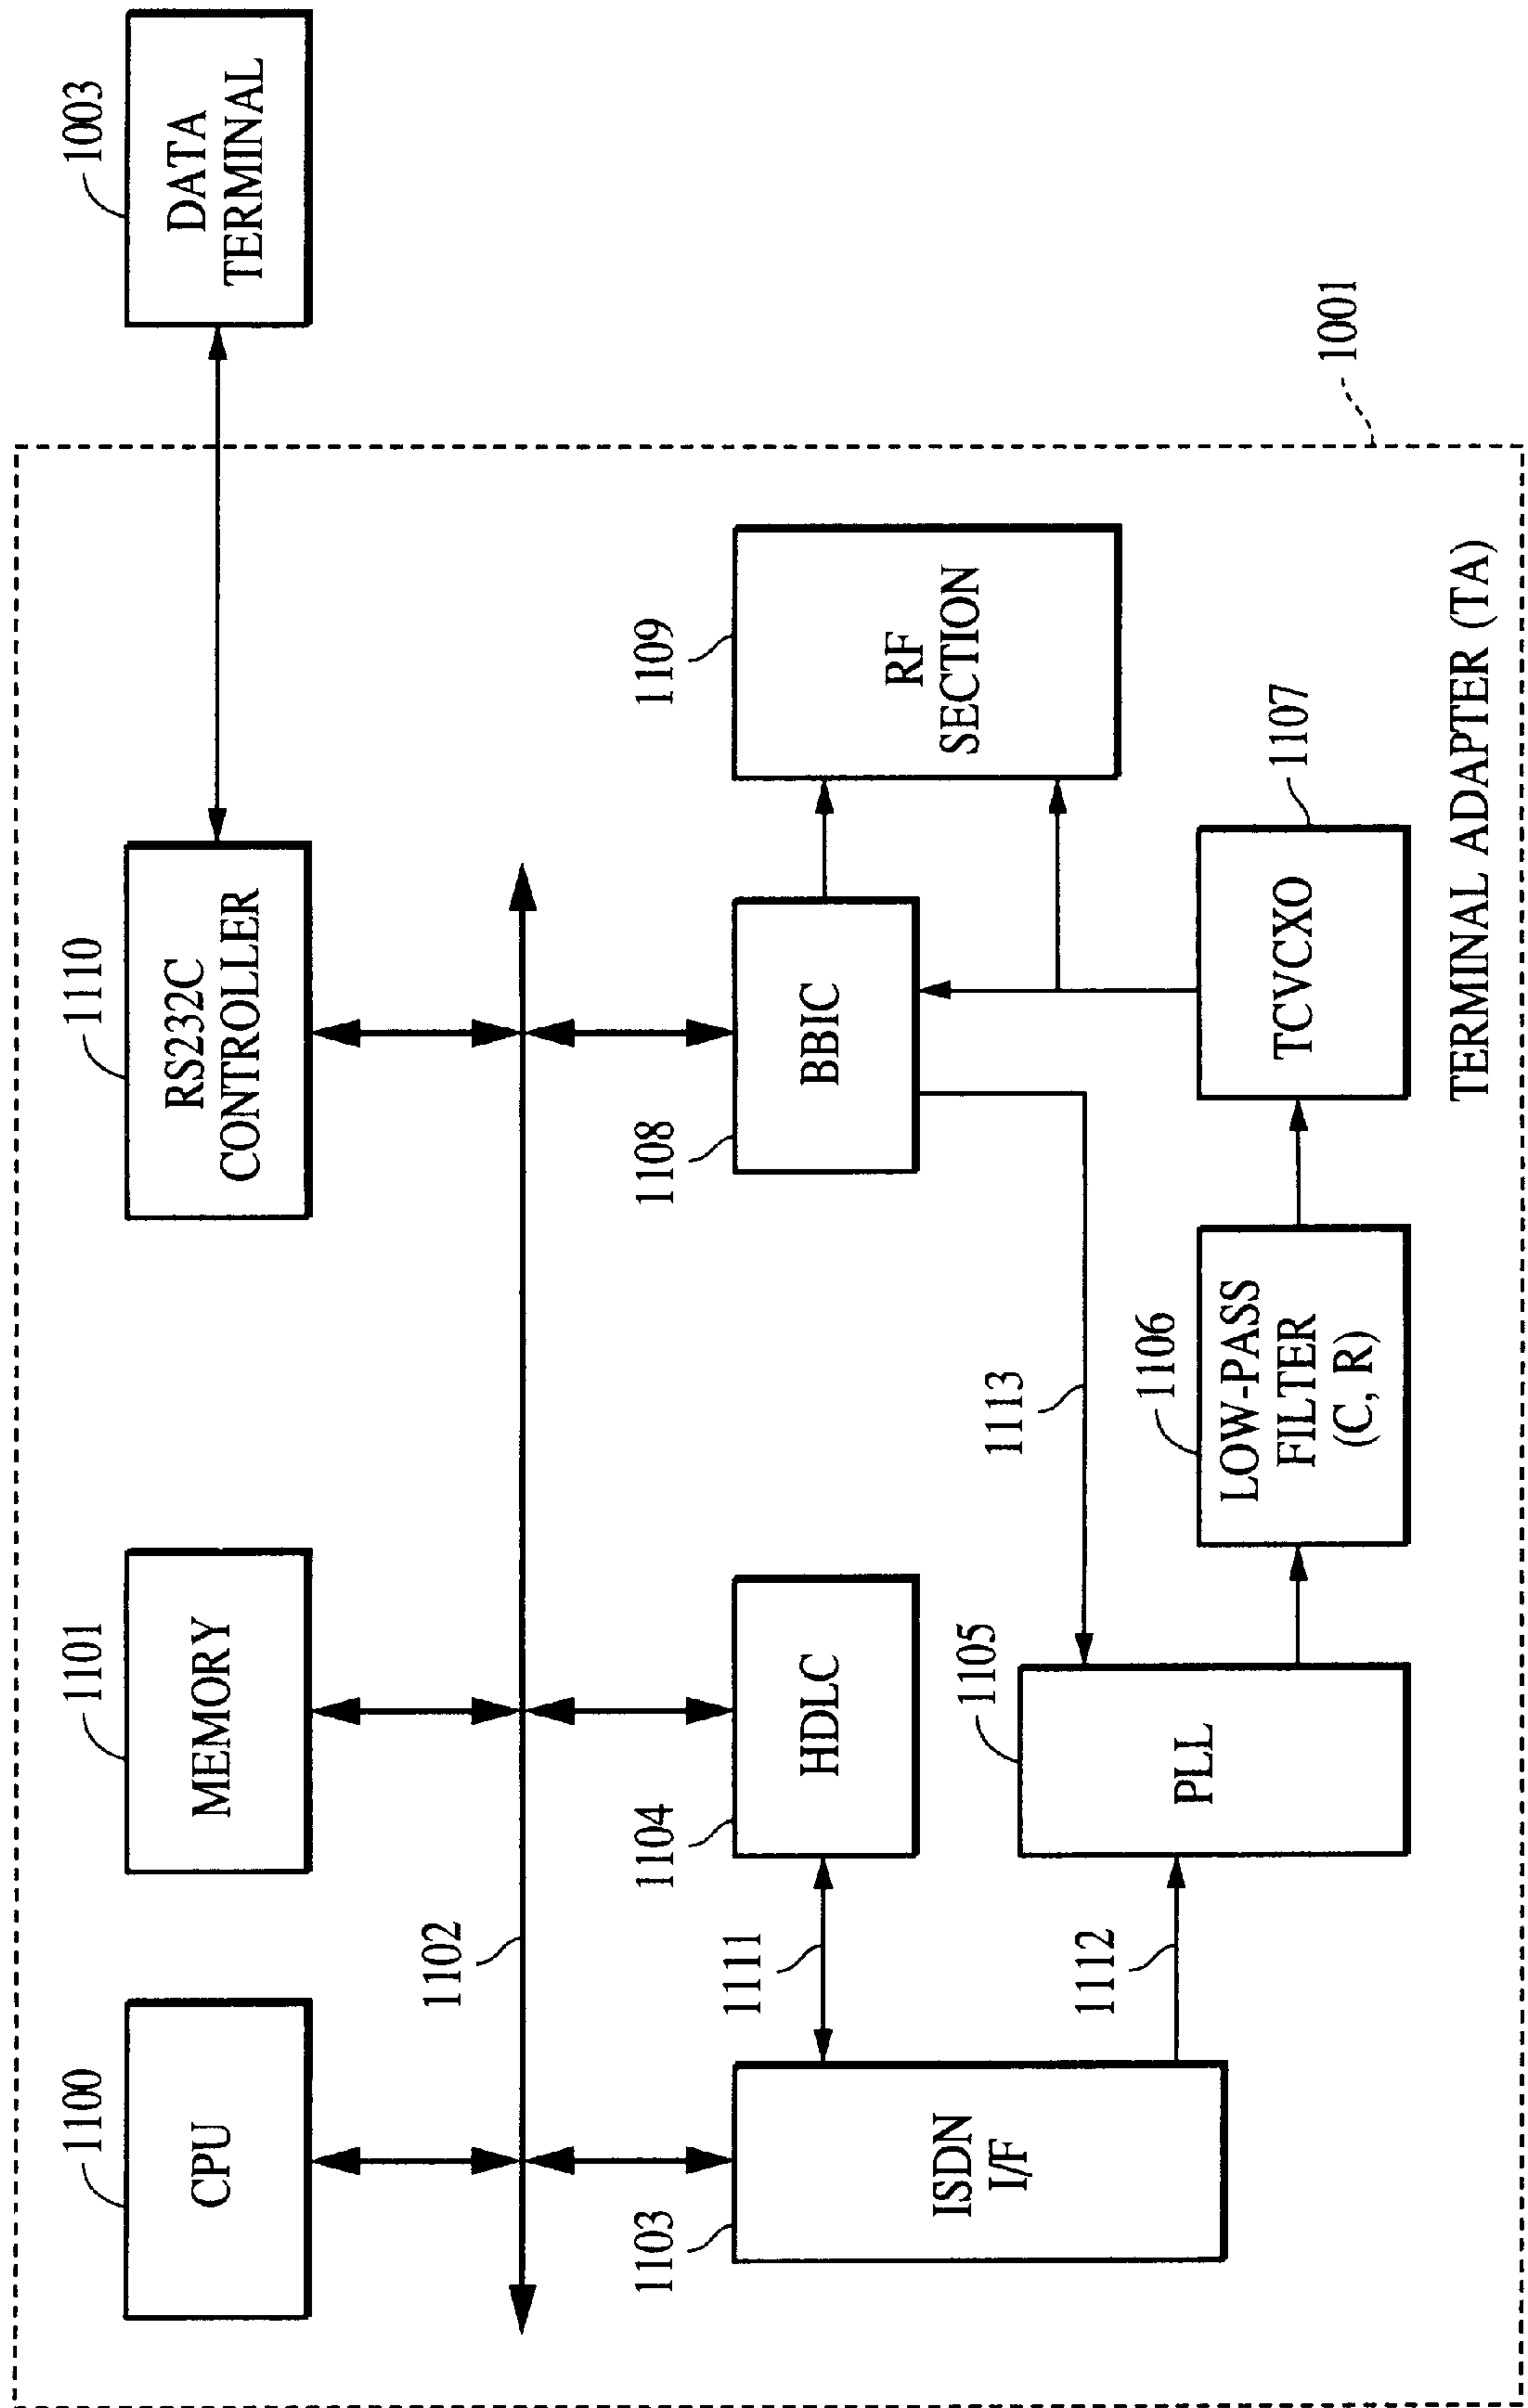 1100
CPU
1101
MEMORY
1110
RS232C
CONTROLLER
1003
DATA
TERMINAL
1102
1103
ISDN
I/F
1111
1104
HDLC
1108
BBIC
1109
RF
SECTION
1112
1105
PLL
1113
1106
LOW-PASS
FILTER
(C, R)
1107
TCVCXO
1001
TERMINAL ADAPTER (TA)